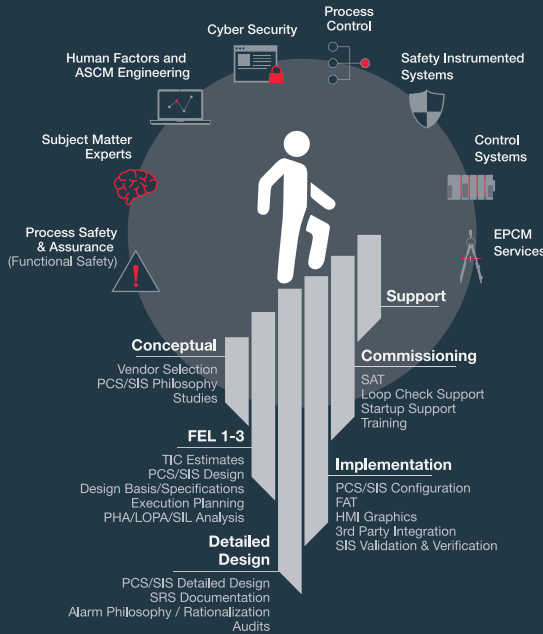 Process
Control
Cyber Security
Human Factors and
ASCM Engineering
Safety Instrumented
Systems
Subject Matter
Experts
Control
Systems
Process Safety
& Assurance
(Functional Safety)
!
EPCM
Services
Support
Conceptual
Vendor Selection
PCS/SIS Philosophy
Studies
Commissioning
SAT
Loop Check Support
Startup Support
Training
FEL 1-3
TIC Estimates
PCS/SIS Design
Design Basis/Specifications
Execution Planning
PHA/LOPA/SIL Analysis
Implementation
PCS/SIS Configuration
FAT
HMI Graphics
3rd Party Integration
SIS Validation & Verification
Detailed
Design
PCS/SIS Detailed Design
SRS Documentation
Alarm Philosophy / Rationalization
Audits